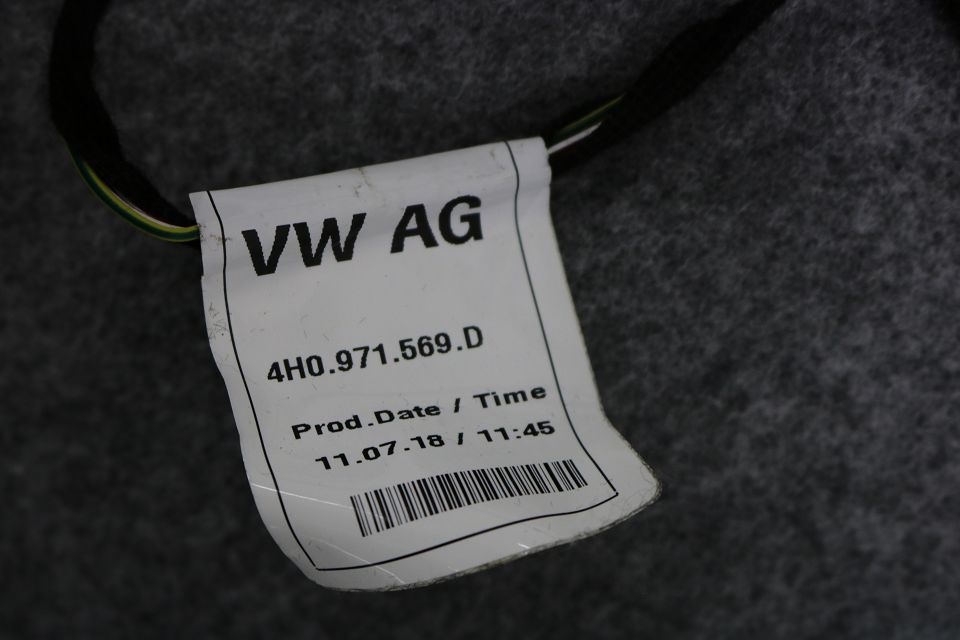 VW AG
4H0.971.569.D
Prod.Date / Time
11.07.18 / 11:45